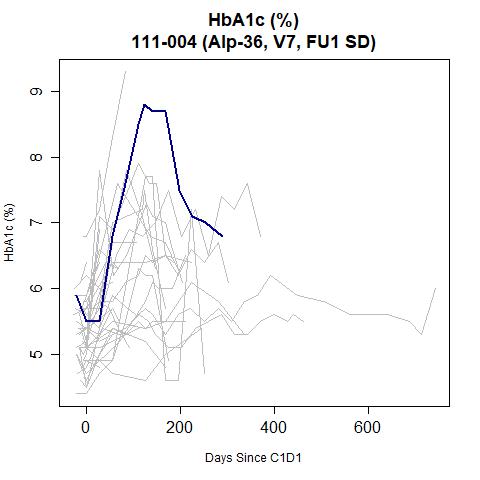 HbA1c (%)
111-004 (Alp-36, V7, FU1 SD)
HbA1c (%)
9
8
7
6
5
0
200
400
600
Days Since C1D1